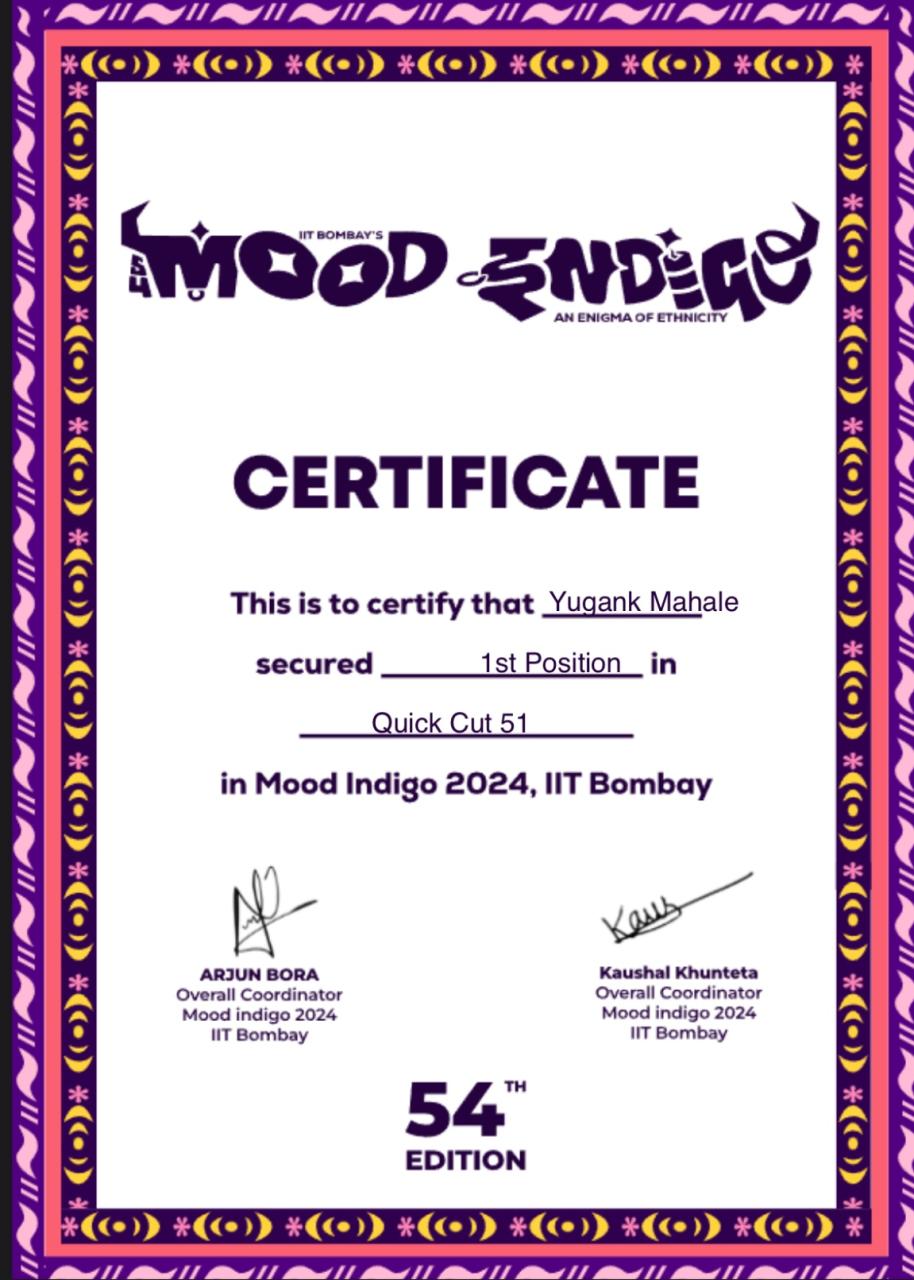 IIT BOMBAY'S
54 MOOD INDIGO
AN ENIGMA OF ETHNICITY
CERTIFICATE
This is to certify that Yugank Mahale
secured 1st Position in
Quick Cut 51
in Mood Indigo 2024, IIT Bombay
ARJUN BORA
Overall Coordinator
Mood indigo 2024
IIT Bombay
Kaushal Khunteta
Overall Coordinator
Mood indigo 2024
IIT Bombay
54TH
EDITION